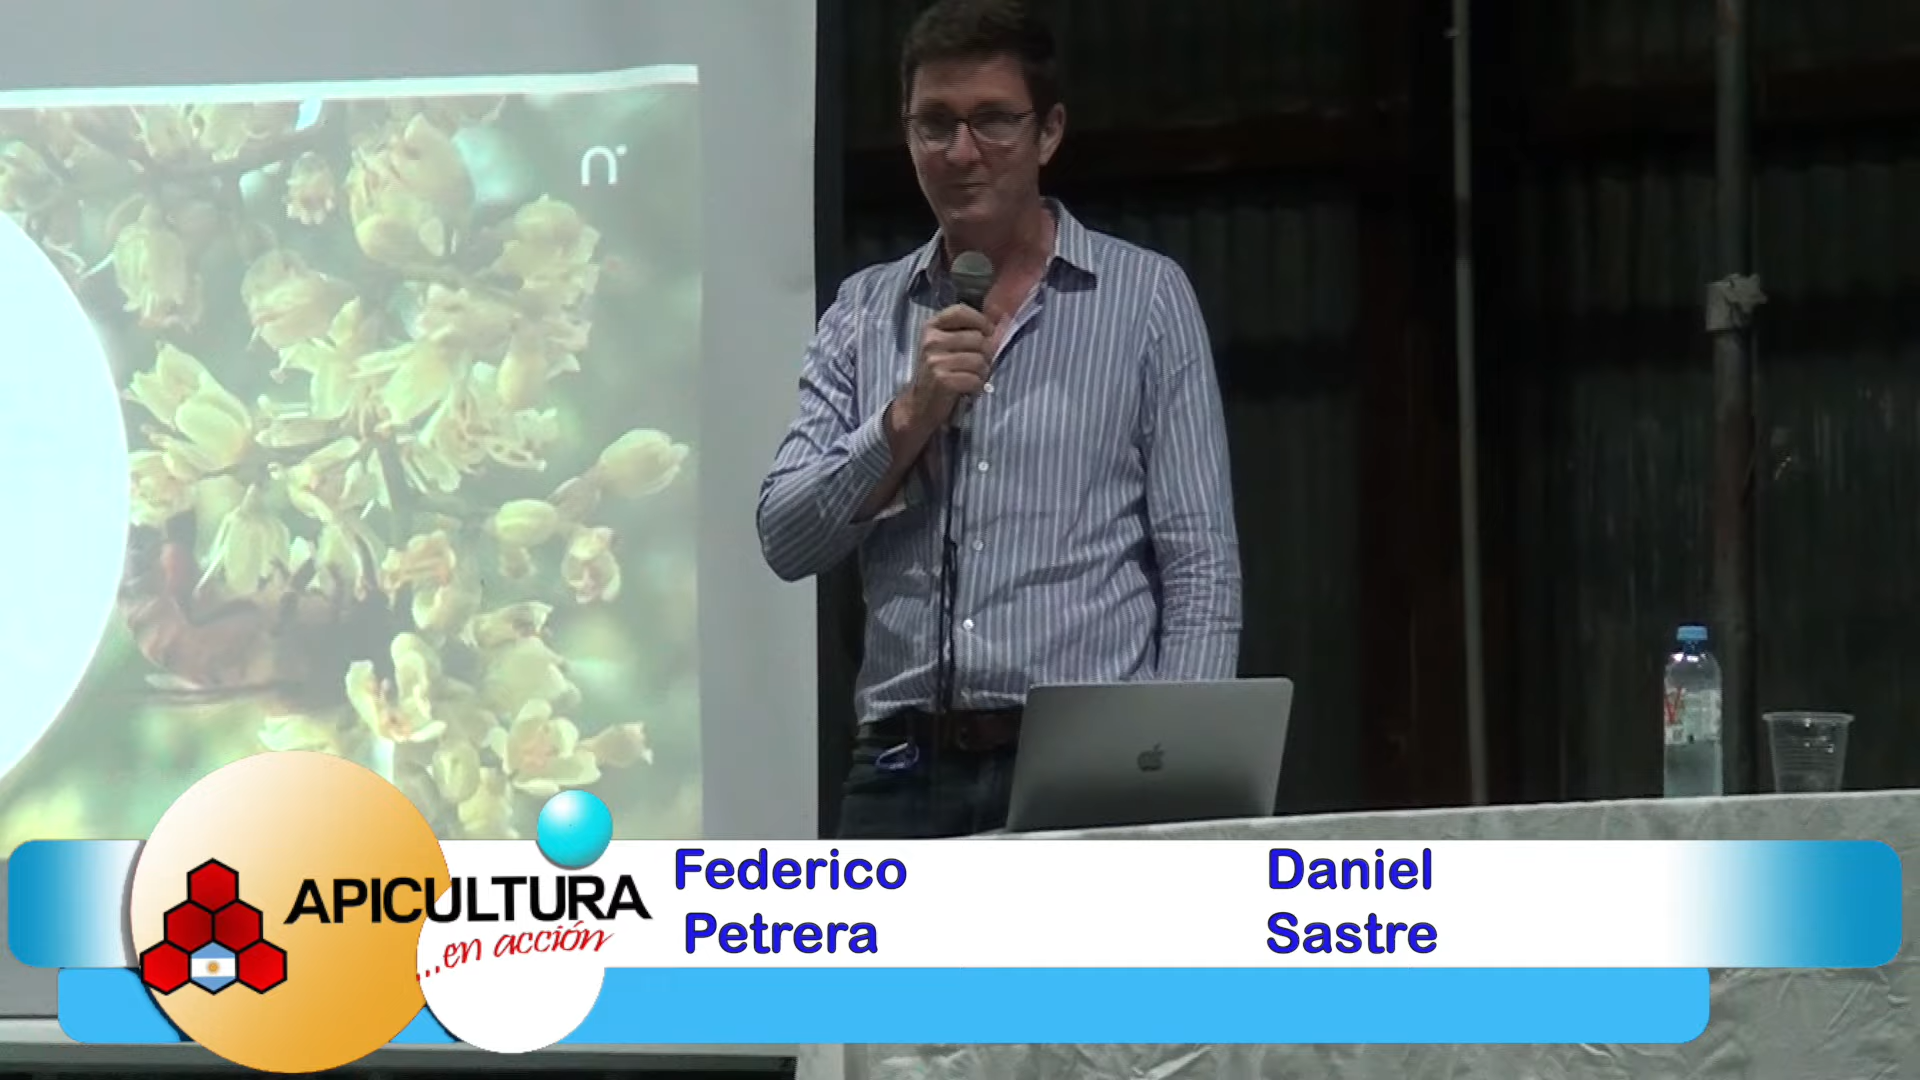 n
APICULTURA
...en acción
Federico
Petrera
Daniel
Sastre